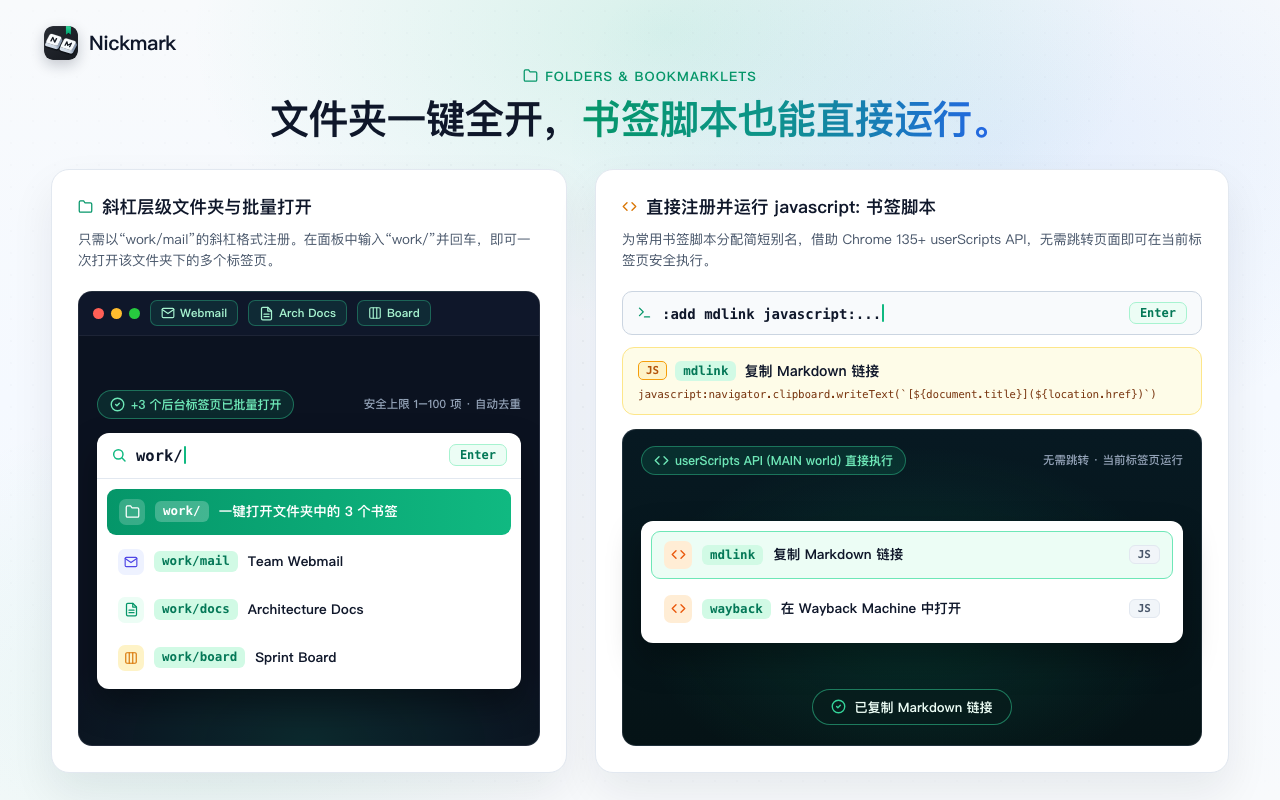 Nickmark
FOLDERS & BOOKMARKLETS
文件夹一键全开，书签脚本也能直接运行。
斜杠层级文件夹与批量打开
只需以“work/mail”的斜杠格式注册。在面板中输入“work/”并回车，即可一
次打开该文件夹下的多个标签页。
Webmail
Arch Docs
Board
+3 个后台标签页已批量打开
安全上限 1—100 项 · 自动去重
work/
Enter
work/ 一键打开文件夹中的 3 个书签
work/mail Team Webmail
work/docs Architecture Docs
work/board Sprint Board
直接注册并运行 javascript: 书签脚本
为常用书签脚本分配简短别名，借助 Chrome 135+ userScripts API，无需跳转页面即可在当前标
签页安全执行。
:add mdlink javascript:...
Enter
JS mdlink 复制 Markdown 链接
javascript:navigator.clipboard.writeText(`[${document.title}](${location.href})`)
userScripts API (MAIN world) 直接执行
无需跳转 · 当前标签页运行
mdlink 复制 Markdown 链接 JS
wayback 在 Wayback Machine 中打开 JS
已复制 Markdown 链接